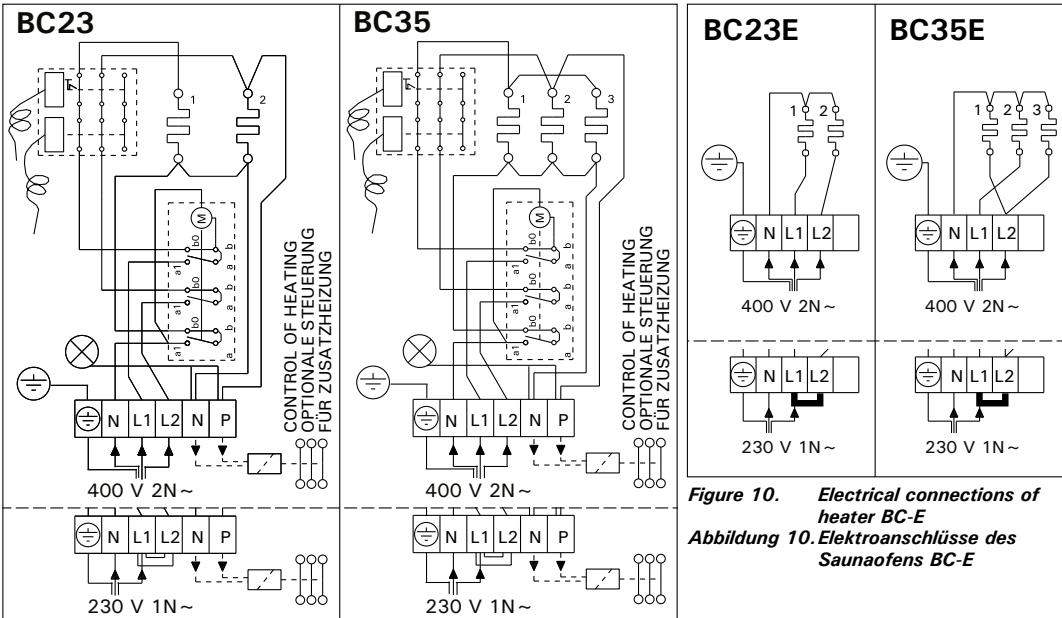 BC23
1 2
M
b0 b
a1 a
b0 b
a1 a
b0 b
a1 a
CONTROL OF HEATING
OPTIONALE STEUERUNG
FÜR ZUSATZHEIZUNG
N L1 L2 N P
400 V 2N~
N L1 L2 N P
230 V 1N~
BC35
1 2 3
M
b0 b
a1 a
b0 b
a1 a
b0 b
a1 a
CONTROL OF HEATING
OPTIONALE STEUERUNG
FÜR ZUSATZHEIZUNG
N L1 L2 N P
400 V 2N~
N L1 L2 N P
230 V 1N~
BC23E
1 2
N L1 L2
400 V 2N~
N L1 L2
230 V 1N~
BC35E
1 2 3
N L1 L2
400 V 2N~
N L1 L2
230 V 1N~
Figure 10. Electrical connections of
heater BC-E
Abbildung 10. Elektroanschlüsse des
Saunaofens BC-E